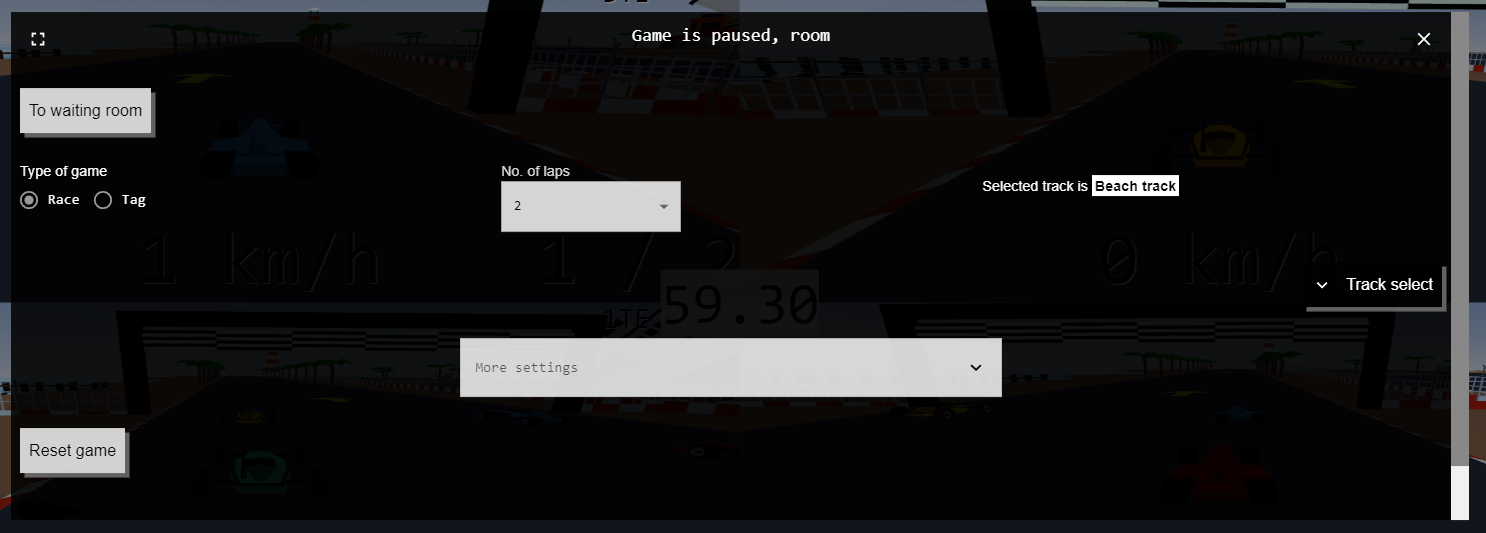 Game is paused, room
To waiting room
Type of game
Race
Tag
No. of laps
2
Selected track is Beach track
1 km/h
1 / 2
0 km/h
Track select
59.30
1TE
More settings
Reset game